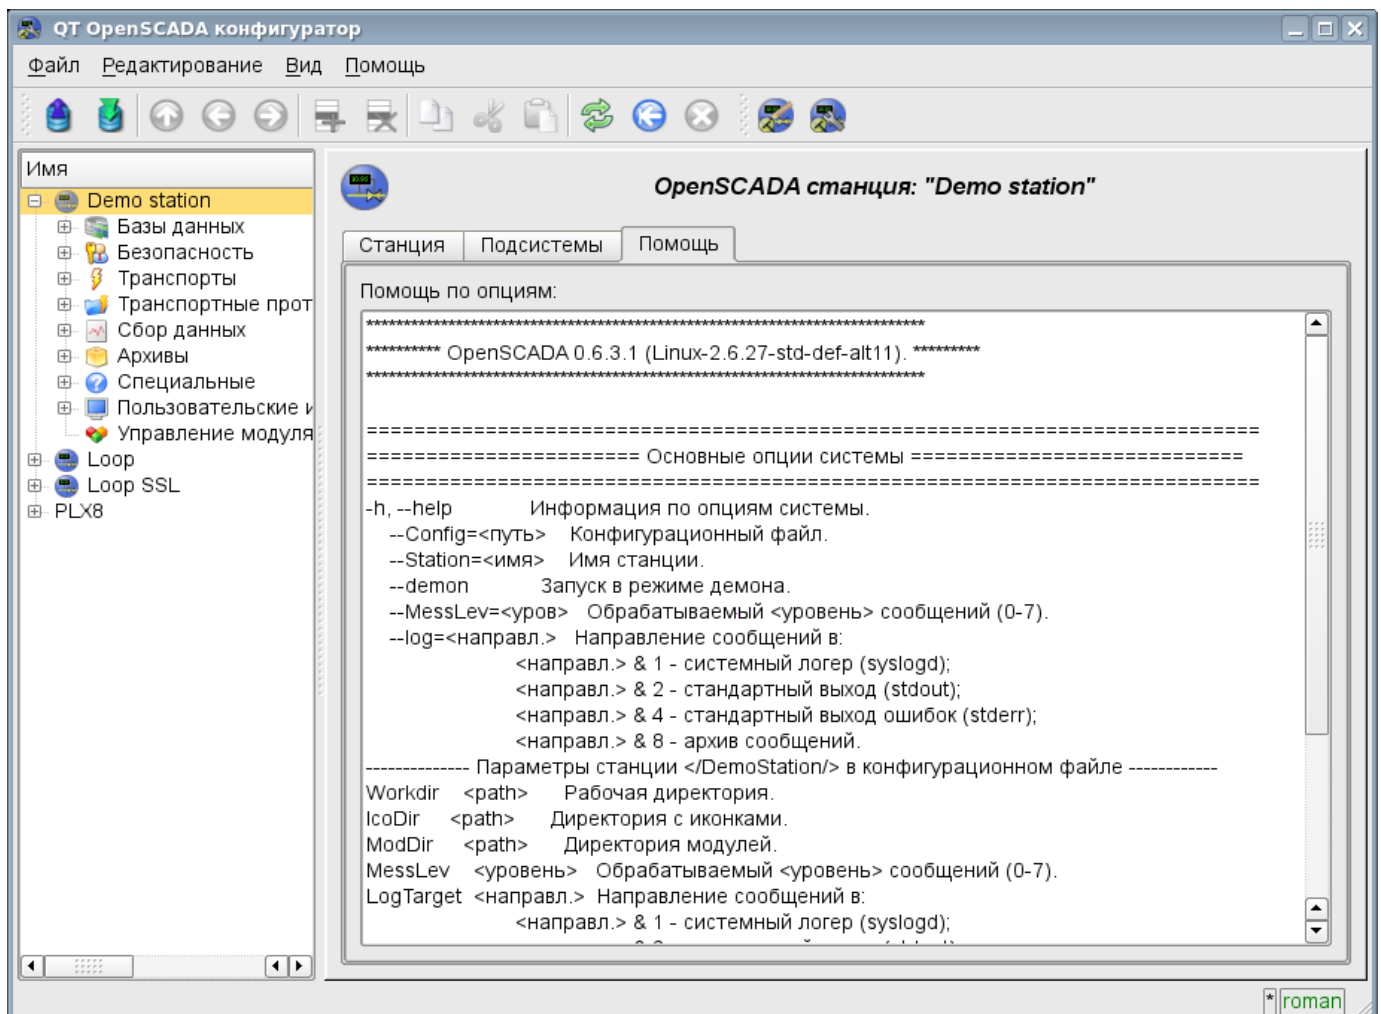 QT OpenSCADA конфигуратор
Файл Редактирование Вид Помощь
Имя
Demo station
Базы данных
Безопасность
Транспорты
Транспортные прот
Сбор данных
Архивы
Специальные
Пользовательские и
Управление модуля
Loop
Loop SSL
PLX8
OpenSCADA станция: "Demo station"
Станция Подсистемы Помощь
Помощь по опциям:
***************************************************************************
********** OpenSCADA 0.6.3.1 (Linux-2.6.27-std-def-alt11). *********
***************************************************************************
===========================================================================
======================= Основные опции системы ============================
===========================================================================
-h, --help Информация по опциям системы.
--Config=<путь> Конфигурационный файл.
--Station=<имя> Имя станции.
--demon Запуск в режиме демона.
--MessLev=<уров> Обрабатываемый <уровень> сообщений (0-7).
--log=<направл.> Направление сообщений в:
<направл.> & 1 - системный логер (syslogd);
<направл.> & 2 - стандартный выход (stdout);
<направл.> & 4 - стандартный выход ошибок (stderr);
<направл.> & 8 - архив сообщений.
-------------- Параметры станции </DemoStation/> в конфигурационном файле ------------
Workdir <path> Рабочая директория.
IcoDir <path> Директория с иконками.
ModDir <path> Директория модулей.
MessLev <уровень> Обрабатываемый <уровень> сообщений (0-7).
LogTarget <направл.> Направление сообщений в:
<направл.> & 1 - системный логер (syslogd);
* roman